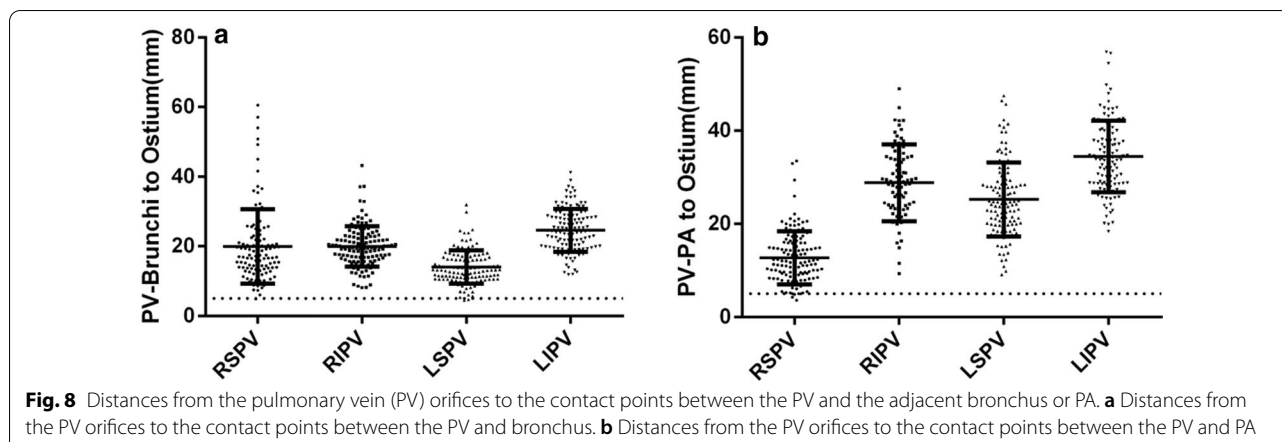 a
PV-Brunchi to Ostium(mm)
80
60
40
20
0
RSPV
RIPV
LSPV
LIPV
b
PV-PA to Ostium(mm)
60
40
20
0
RSPV
RIPV
LSPV
LIPV
Fig. 8 Distances from the pulmonary vein (PV) orifices to the contact points between the PV and the adjacent bronchus or PA. a Distances from
the PV orifices to the contact points between the PV and bronchus. b Distances from the PV orifices to the contact points between the PV and PA